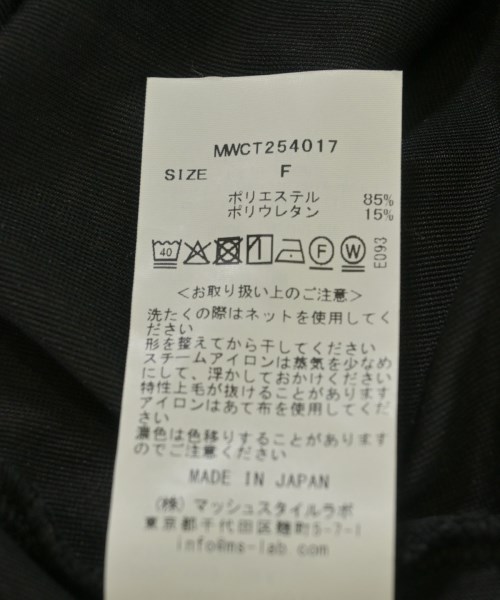 MWCT254017
SIZE F
ポリエステル 85%
ポリウレタン 15%
40 F W E093
<お取り扱い上のご注意>
洗たくの際はネットを使用してく
ださい
形を整えてから干してください
スチームアイロンは蒸気を少なめ
にして、浮かしておかけください
特性上毛が抜けることがあります
アイロンはあて布を使用してくだ
さい
濃色は色移りすることがあります
のでご注意ください
MADE IN JAPAN
(株)マッシュスタイルラボ
東京都千代田区麹町5-7-1
info@ms-lab.com